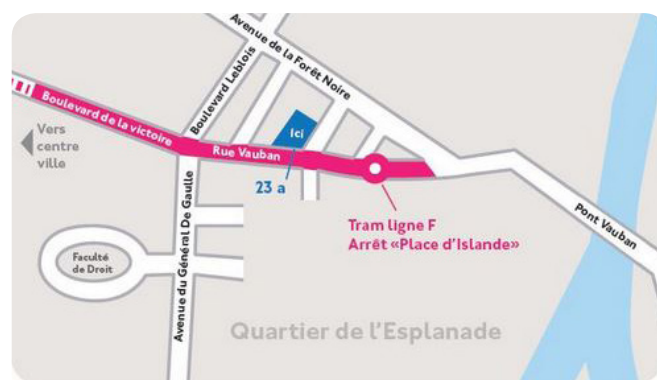 Avenue de la Forêt Noire
Boulevard Leblois
Boulevard de la victoire
Vers
centre
ville
Ici
Rue Vauban
23 a
Tram ligne F
Arrêt «Place d'Islande»
Pont Vauban
Avenue du Général De Gaulle
Faculté
de Droit
Quartier de l'Esplanade